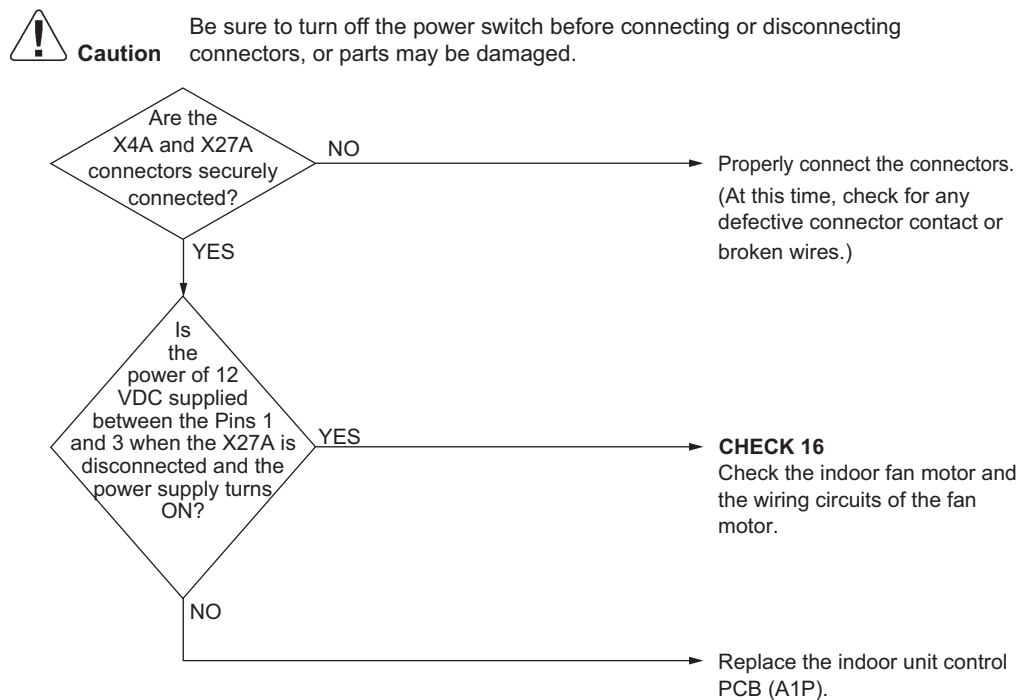 Be sure to turn off the power switch before connecting or disconnecting
Caution connectors, or parts may be damaged.
Are the
X4A and X27A
connectors securely
connected?
NO
Properly connect the connectors.
(At this time, check for any
defective connector contact or
broken wires.)
YES
Is
the
power of 12
VDC supplied
between the Pins 1
and 3 when the X27A is
disconnected and the
power supply turns
ON?
YES
CHECK 16
Check the indoor fan motor and
the wiring circuits of the fan
motor.
NO
Replace the indoor unit control
PCB (A1P).